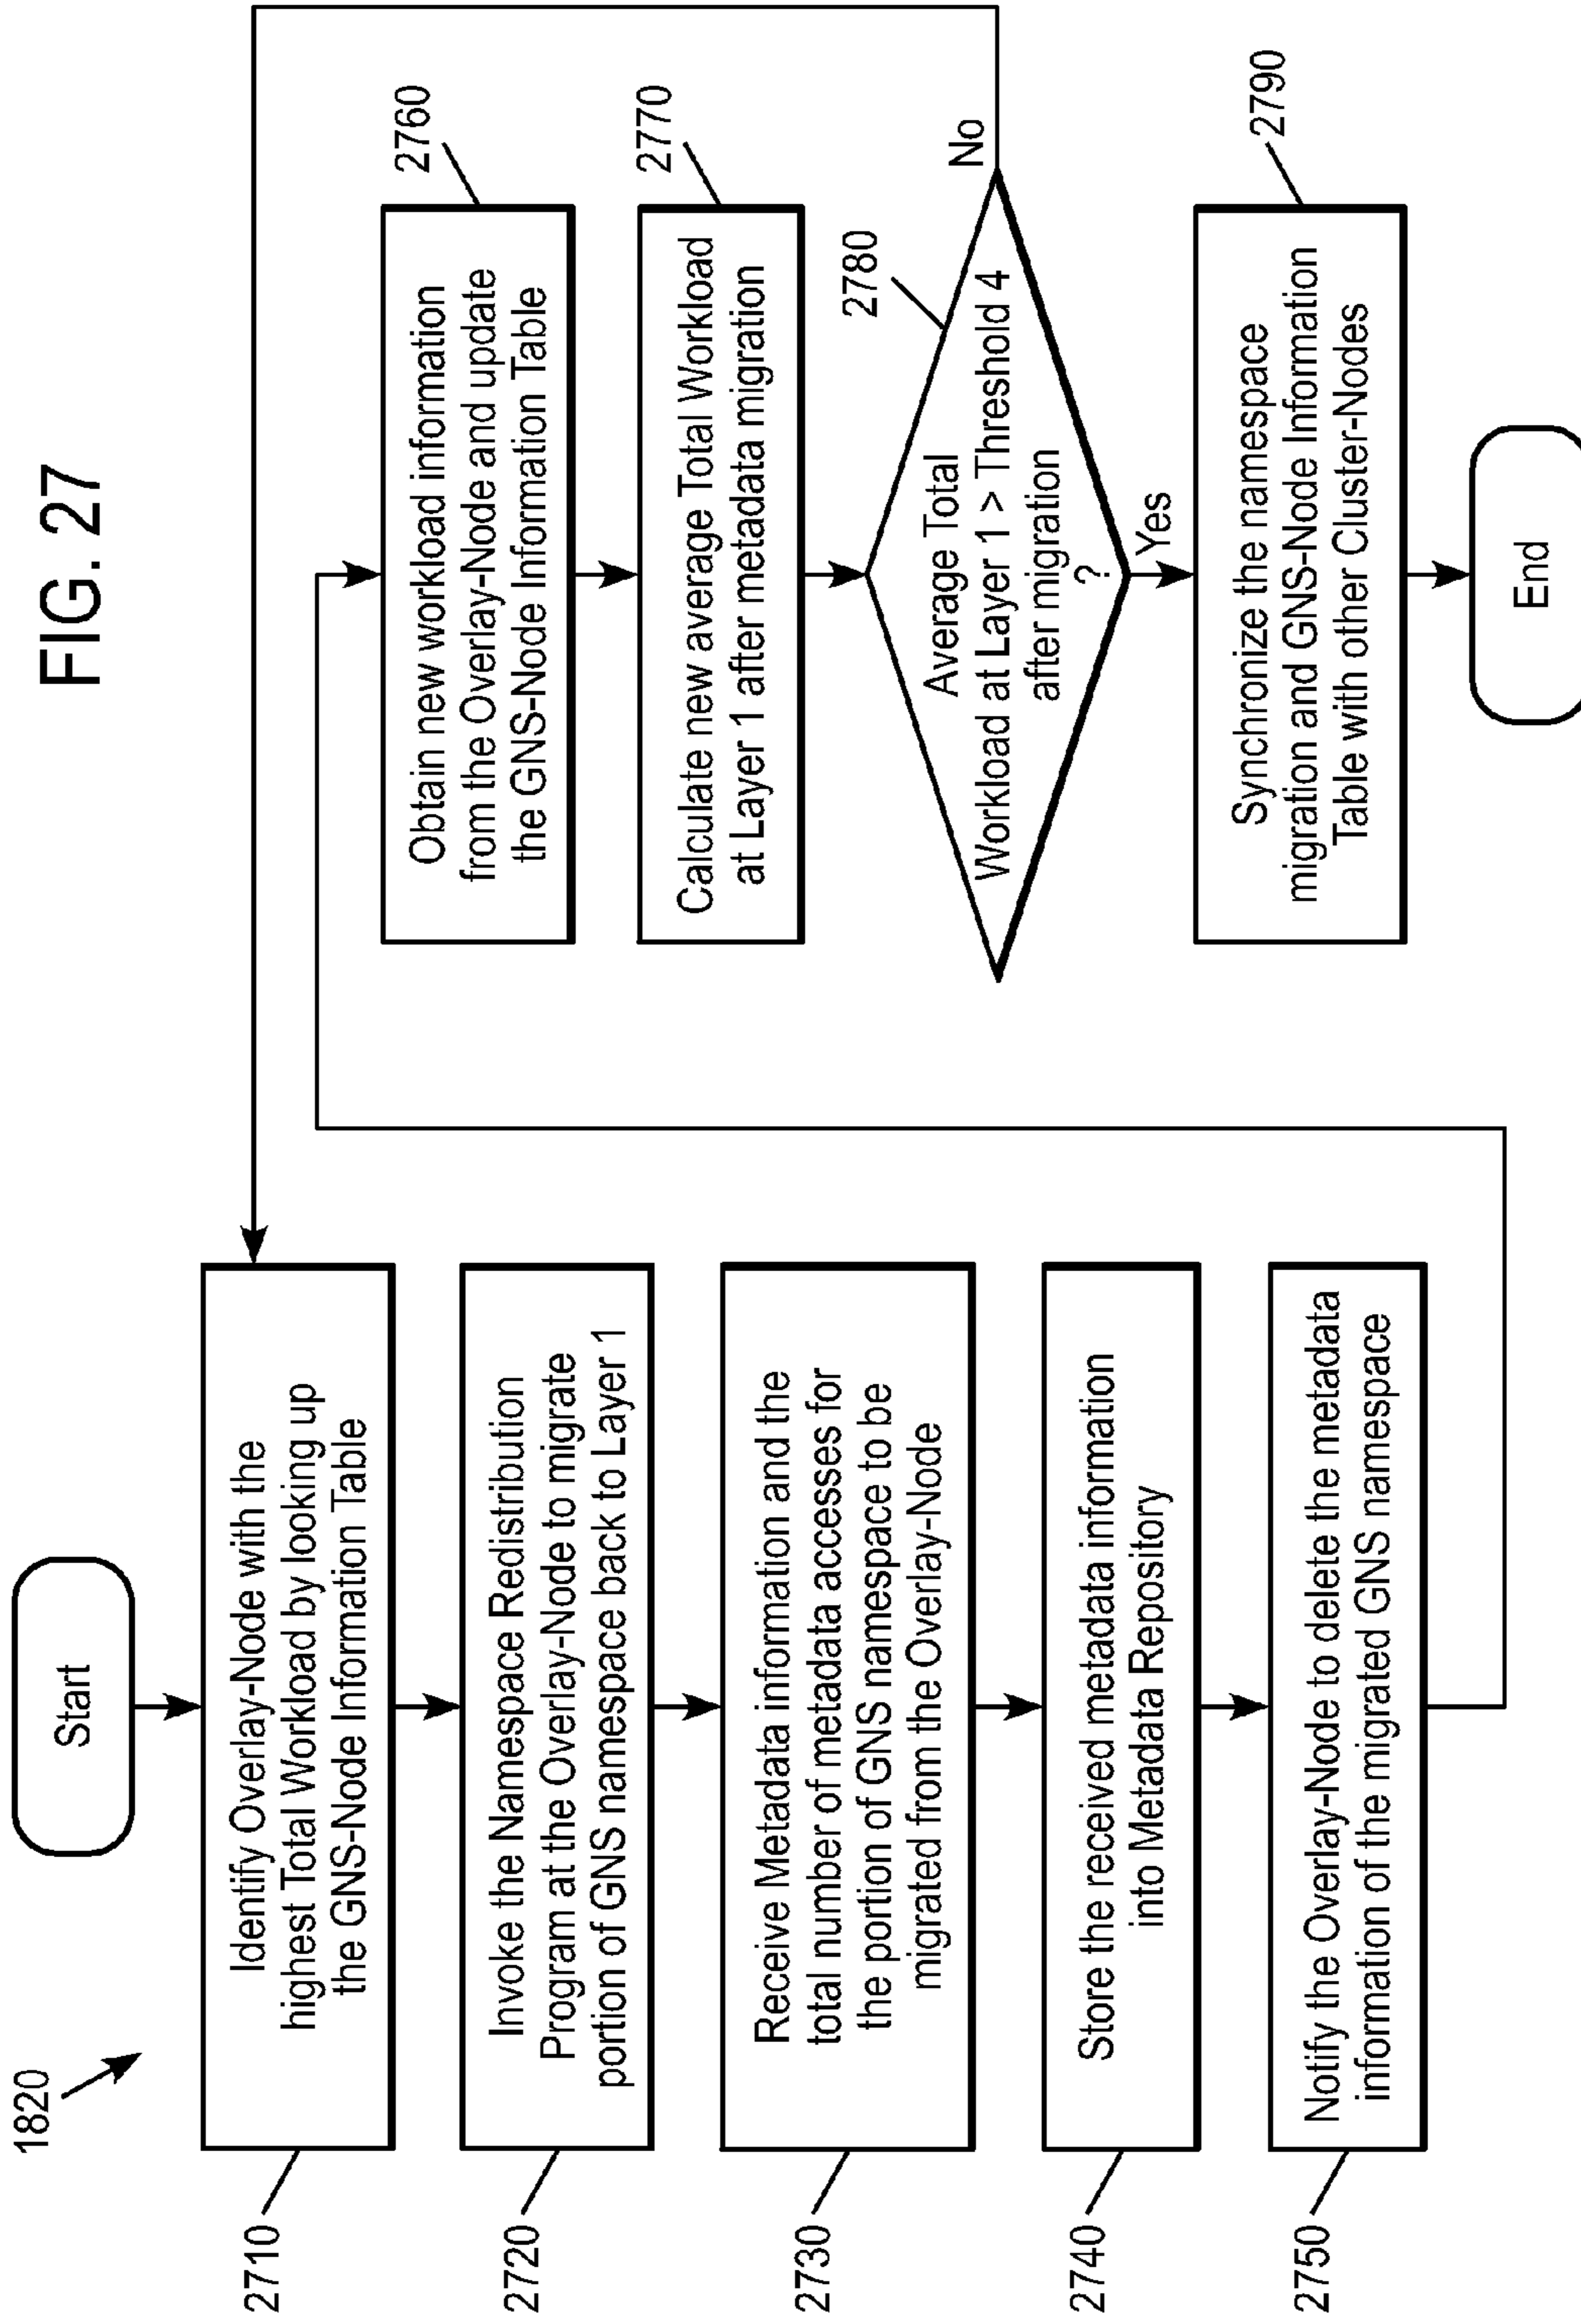 FIG. 27
1820
Start
2710
Identify Overlay-Node with the
highest Total Workload by looking up
the GNS-Node Information Table
2720
Invoke the Namespace Redistribution
Program at the Overlay-Node to migrate
portion of GNS namespace back to Layer 1
2730
Receive Metadata information and the
total number of metadata accesses for
the portion of GNS namespace to be
migrated from the Overlay-Node
2740
Store the received metadata information
into Metadata Repository
2750
Notify the Overlay-Node to delete the metadata
information of the migrated GNS namespace
2760
Obtain new workload information
from the Overlay-Node and update
the GNS-Node Information Table
2770
Calculate new average Total Workload
at Layer 1 after metadata migration
2780
Average Total
Workload at Layer 1 > Threshold 4
after migration
?
No
Yes
2790
Synchronize the namespace
migration and GNS-Node Information
Table with other Cluster-Nodes
End